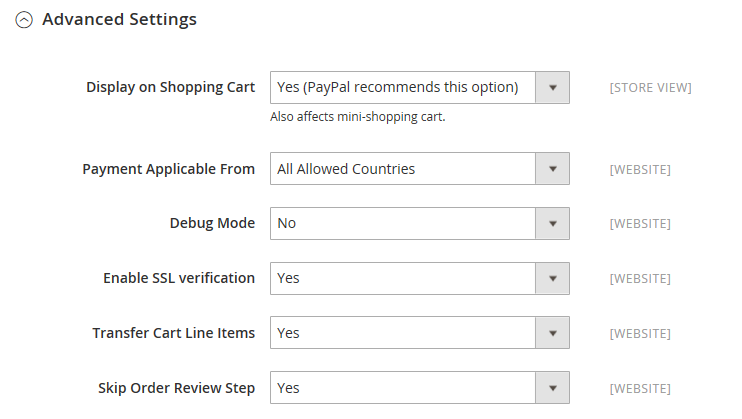 Advanced Settings
Display on Shopping Cart Yes (PayPal recommends this option) [STORE VIEW]
Also affects mini-shopping cart.
Payment Applicable From All Allowed Countries [WEBSITE]
Debug Mode No [WEBSITE]
Enable SSL verification Yes [WEBSITE]
Transfer Cart Line Items Yes [WEBSITE]
Skip Order Review Step Yes [WEBSITE]